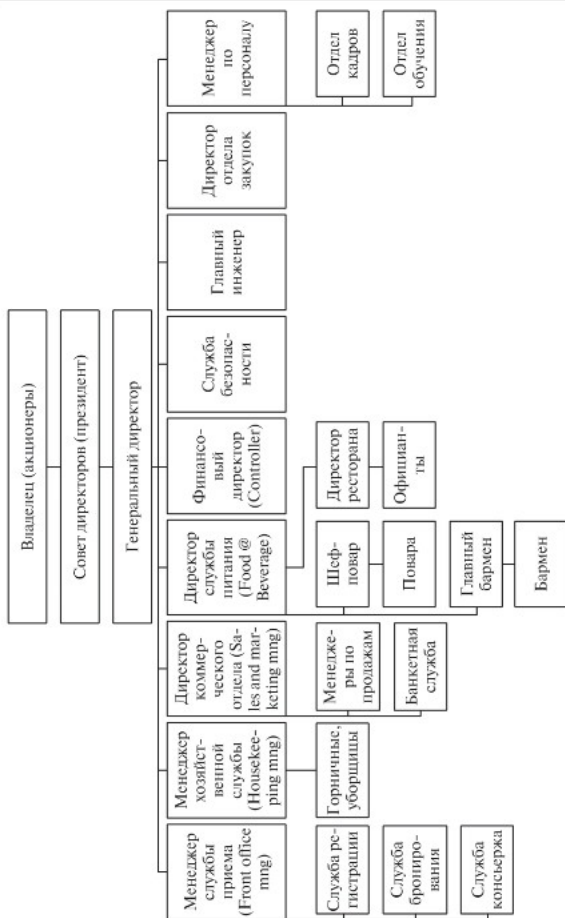 Владелец (акционеры)
Совет директоров (президент)
Генеральный директор
Менеджер
службы
приема
(Front office
mng)
Служба ре-
гистрации
Служба
брониро-
вания
Служба
консьержа
Менеджер
хозяйст-
венной
службы
(Housekee-
ping mng)
Горничные,
уборщицы
Директор
коммер-
ческого
отдела (Sa-
les and mar-
keting mng)
Менедже-
ры по
продажам
Банкетная
служба
Директор
службы
питания
(Food @
Beverage)
Шеф-
повар
Повара
Главный
бармен
Бармен
Директор
ресторана
Официан-
ты
Финансо-
вый
директор
(Controller)
Служба
безопас-
ности
Главный
инженер
Директор
отдела
закупок
Менеджер
по
персоналу
Отдел
кадров
Отдел
обучения